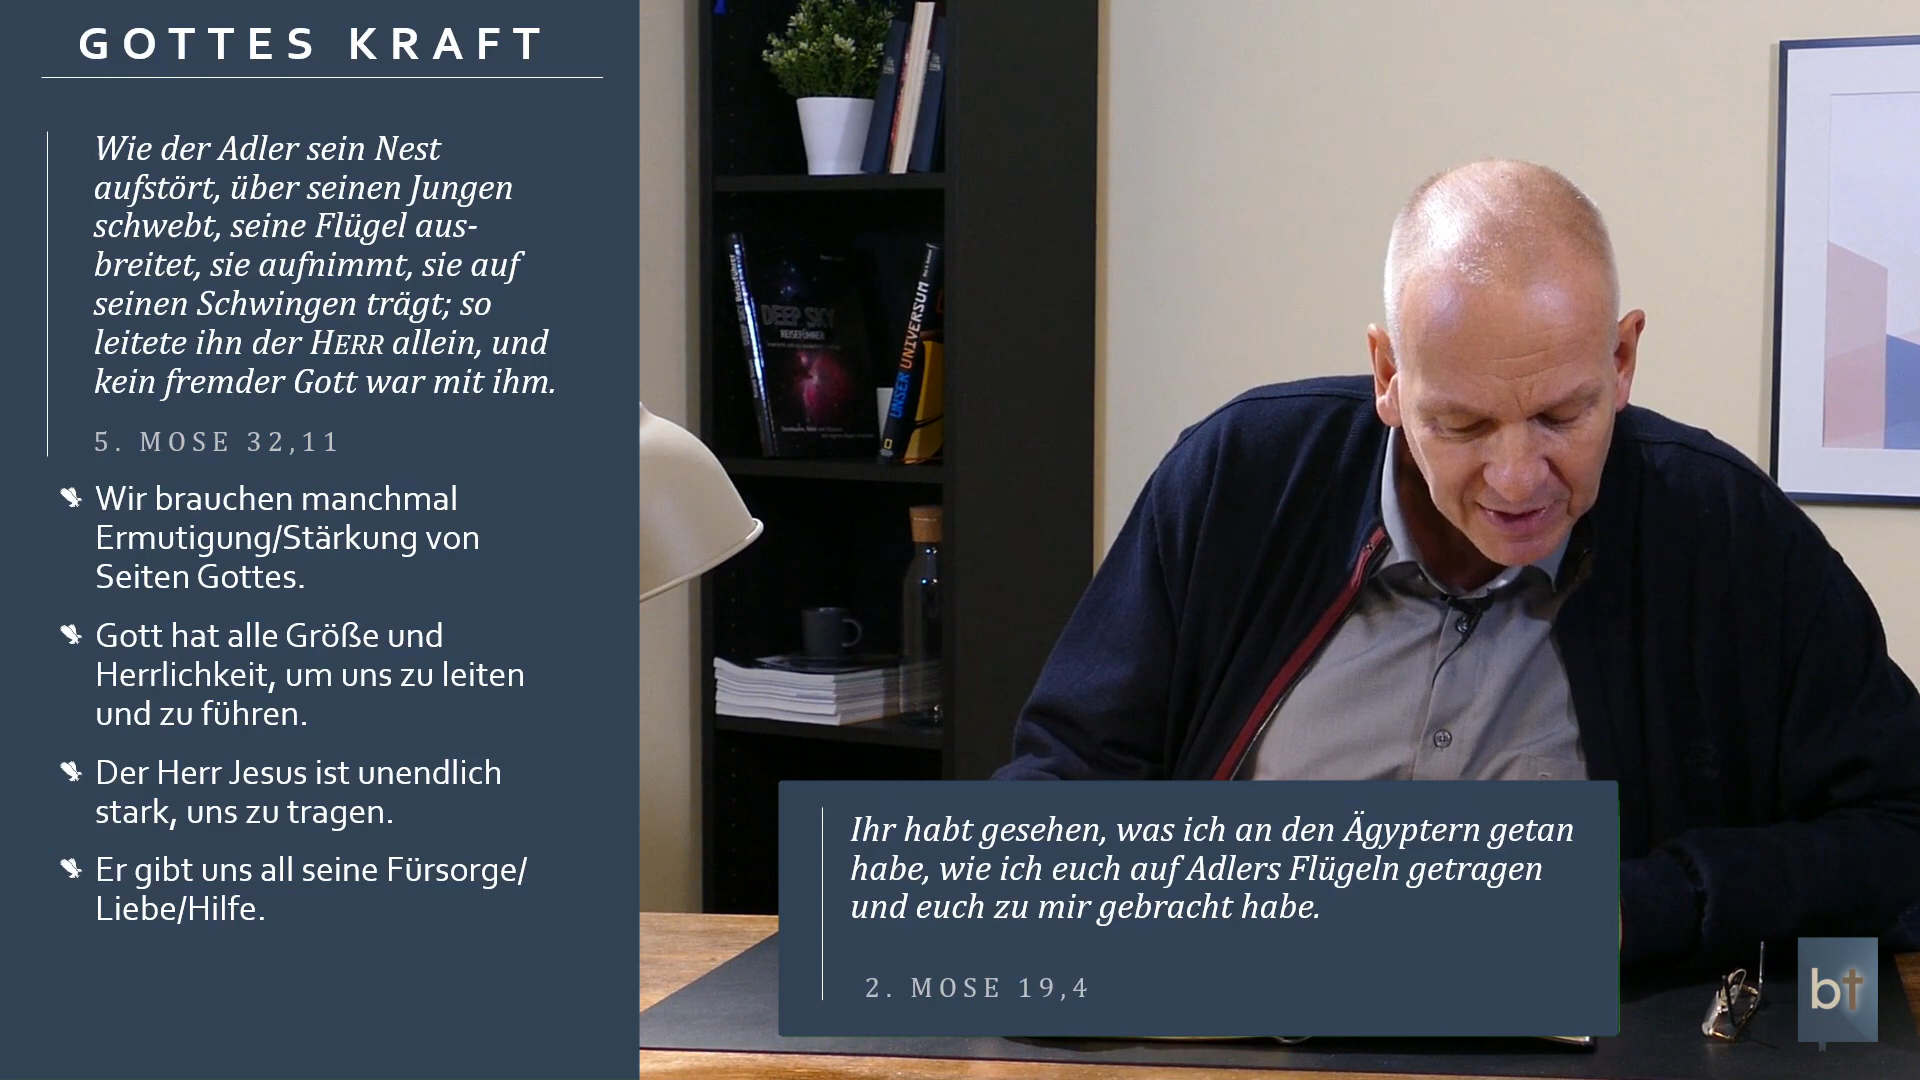 GOTTES KRAFT
Wie der Adler sein Nest
aufstört, über seinen Jungen
schwebt, seine Flügel aus-
breitet, sie aufnimmt, sie auf
seinen Schwingen trägt; so
leitete ihn der HERR allein, und
kein fremder Gott war mit ihm.
5. MOSE 32,11
Wir brauchen manchmal
Ermutigung/Stärkung von
Seiten Gottes.
Gott hat alle Größe und
Herrlichkeit, um uns zu leiten
und zu führen.
Der Herr Jesus ist unendlich
stark, uns zu tragen.
Er gibt uns all seine Fürsorge/
Liebe/Hilfe.
DEEP SKY
REISEFÜHRER
UNSER UNIVERSUM
Ihr habt gesehen, was ich an den Ägyptern getan
habe, wie ich euch auf Adlers Flügeln getragen
und euch zu mir gebracht habe.
2. MOSE 19,4
bt